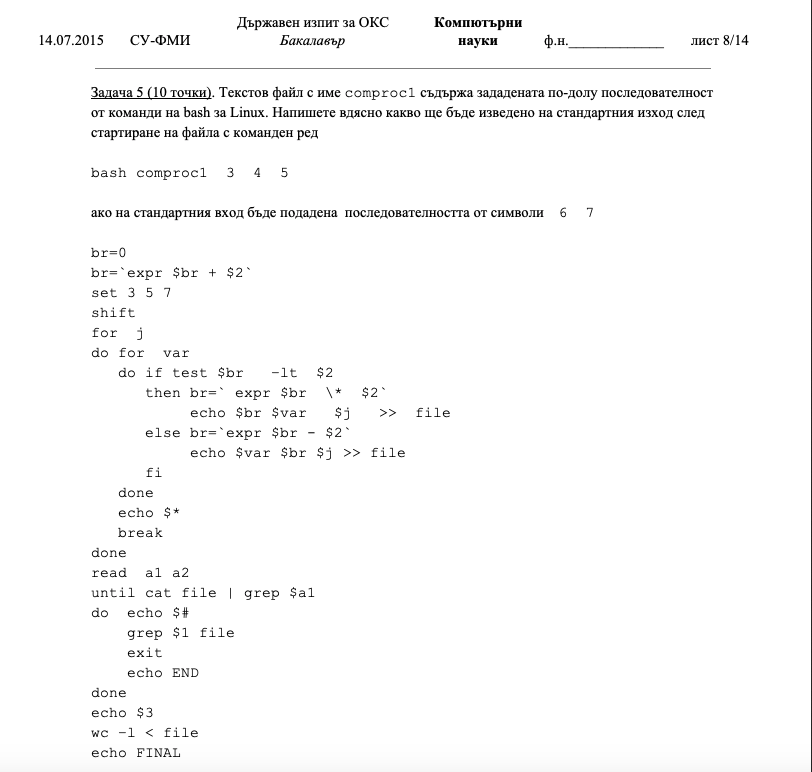 Държавен изпит за ОКС Компютърни
14.07.2015 СУ-ФМИ Бакалавър науки ф.н.______________ лист 8/14
Задача 5 (10 точки). Текстов файл с име comproc1 съдържа зададената по-долу последователност
от команди на bash за Linux. Напишете вдясно какво ще бъде изведено на стандартния изход след
стартиране на файла с команден ред
bash comproc1 3 4 5
ако на стандартния вход бъде подадена последователността от символи 6 7
br=0
br=`expr $br + $2`
set 3 5 7
shift
for j
do for var
do if test $br -lt $2
then br=` expr $br \* $2`
echo $br $var $j >> file
else br=`expr $br - $2`
echo $var $br $j >> file
fi
done
echo $*
break
done
read a1 a2
until cat file | grep $a1
do echo $#
grep $1 file
exit
echo END
done
echo $3
wc -l < file
echo FINAL